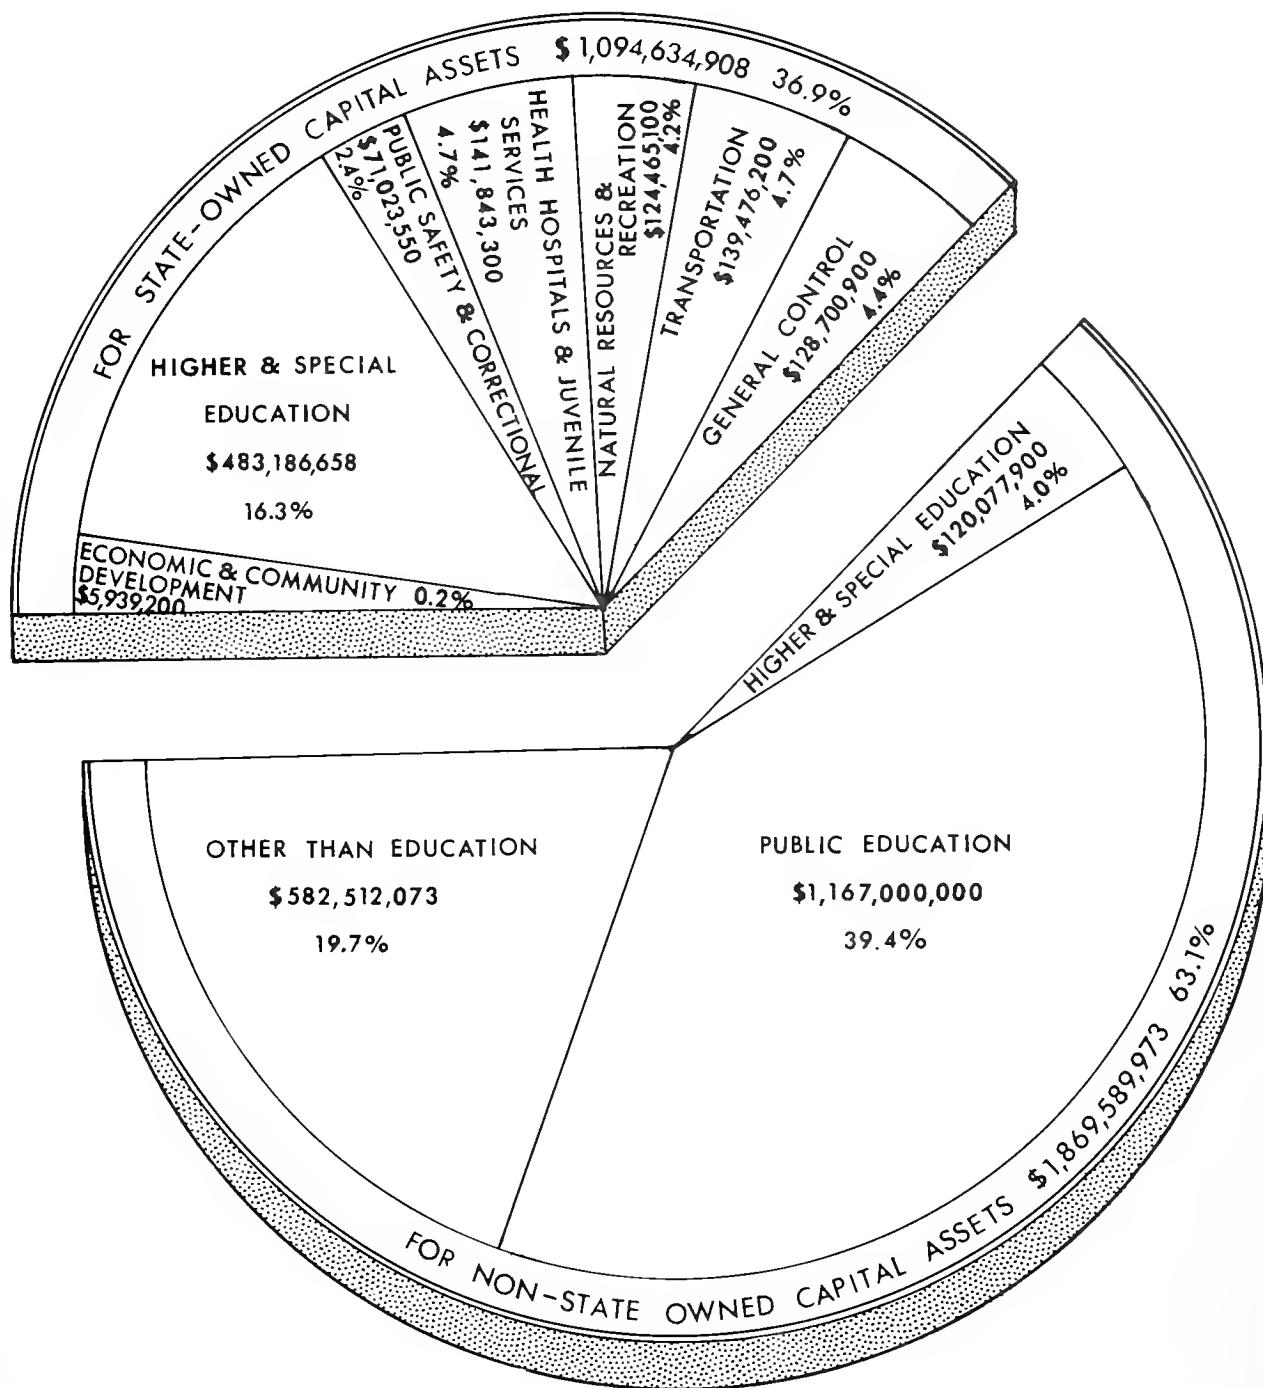 FOR STATE-OWNED CAPITAL ASSETS $1,094,634,908 36.9%
ECONOMIC & COMMUNITY 0.2%
DEVELOPMENT
$5,939,200
HIGHER & SPECIAL
EDUCATION
$483,186,658
16.3%
PUBLIC SAFETY & CORRECTIONAL
$71,023,550
2.4%
HEALTH HOSPITALS & JUVENILE
SERVICES
$141,843,300
4.7%
NATURAL RESOURCES &
RECREATION
$124,465,100
4.2%
TRANSPORTATION
$139,476,200
4.7%
GENERAL CONTROL
$128,700,900
4.4%
HIGHER & SPECIAL EDUCATION
$120,077,900
4.0%
PUBLIC EDUCATION
$1,167,000,000
39.4%
OTHER THAN EDUCATION
$582,512,073
19.7%
FOR NON-STATE OWNED CAPITAL ASSETS $1,869,589,973 63.1%